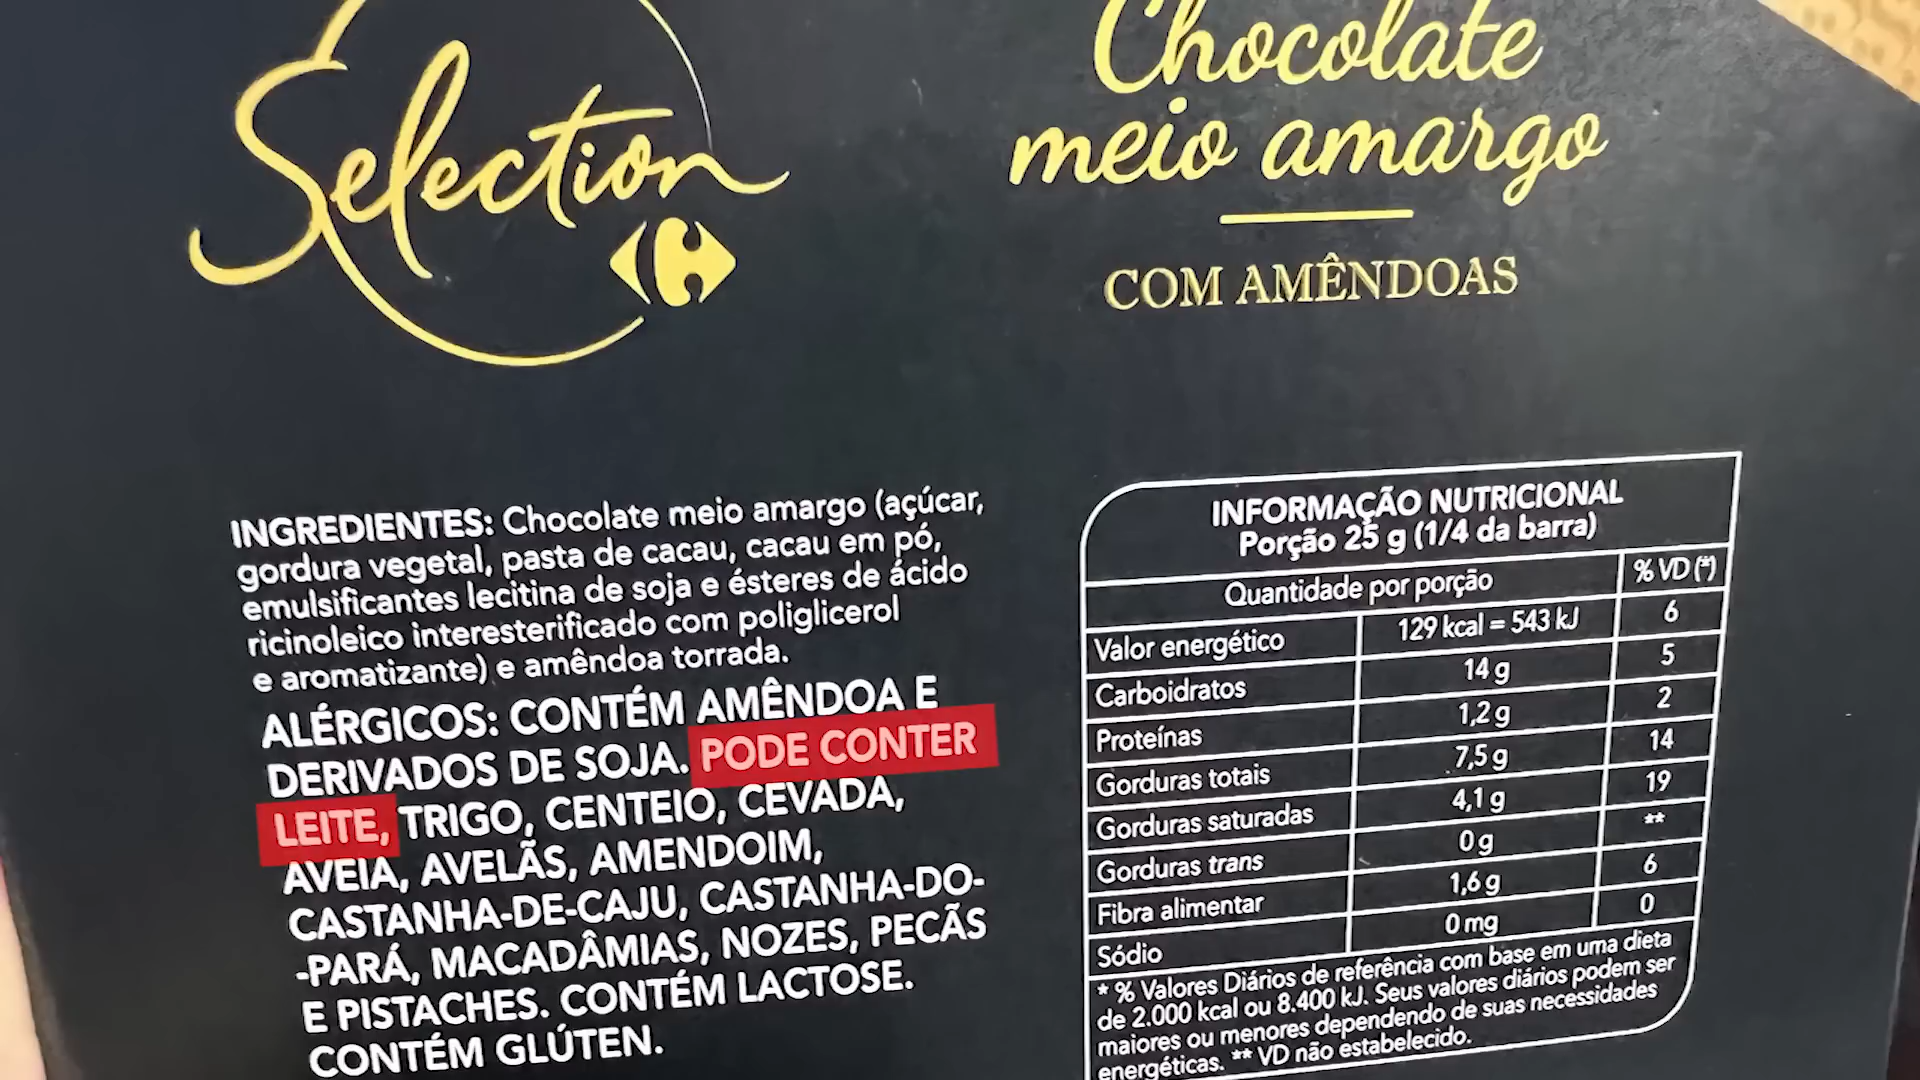 Selection
Chocolate
meio amargo
COM AMÊNDOAS
INGREDIENTES: Chocolate meio amargo (açúcar,
gordura vegetal, pasta de cacau, cacau em pó,
emulsificantes lecitina de soja e ésteres de ácido
ricinoleico interesterificado com poliglicerol
e aromatizante) e amêndoa torrada.
ALÉRGICOS: CONTÉM AMÊNDOA E
DERIVADOS DE SOJA. PODE CONTER
LEITE, TRIGO, CENTEIO, CEVADA,
AVEIA, AVELÃS, AMENDOIM,
CASTANHA-DE-CAJU, CASTANHA-DO-
-PARÁ, MACADÂMIAS, NOZES, PECÃS
E PISTACHES. CONTÉM LACTOSE.
CONTÉM GLÚTEN.
INFORMAÇÃO NUTRICIONAL
Porção 25 g (1/4 da barra)
Quantidade por porção % VD (*)
Valor energético 129 kcal = 543 kJ 6
Carboidratos 14 g 5
Proteínas 1,2 g 2
Gorduras totais 7,5 g 14
Gorduras saturadas 4,1 g 19
Gorduras trans 0 g **
Fibra alimentar 1,6 g 6
Sódio 0 mg 0
* % Valores Diários de referência com base em uma dieta
de 2.000 kcal ou 8.400 kJ. Seus valores diários podem ser
maiores ou menores dependendo de suas necessidades
energéticas. ** VD não estabelecido.